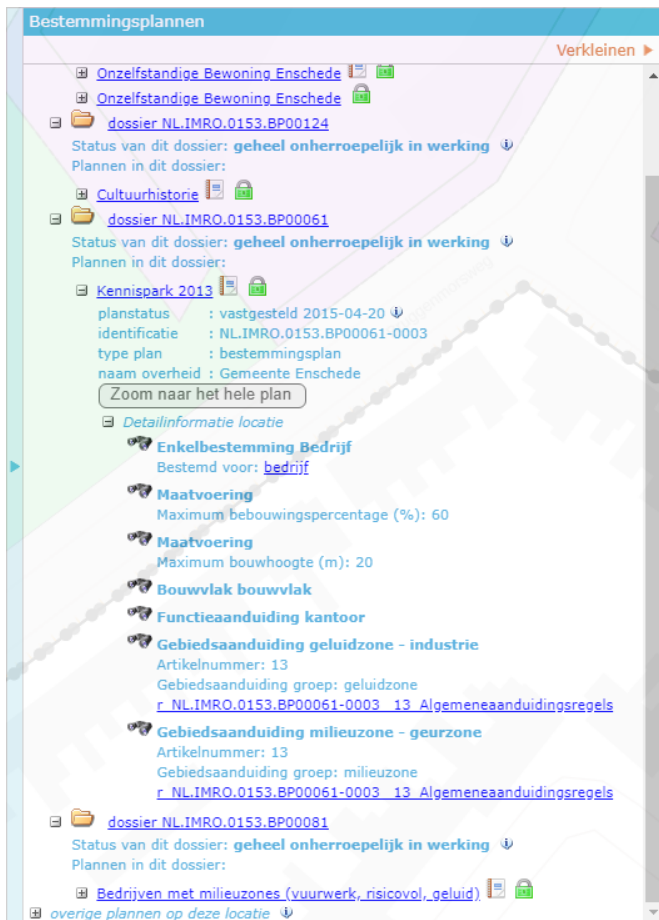 Bestemmingsplannen
Verkleinen
Onzelfstandige Bewoning Enschede
Onzelfstandige Bewoning Enschede
dossier NL.IMRO.0153.BP00124
Status van dit dossier: geheel onherroepelijk in werking
Plannen in dit dossier:
Cultuurhistorie
dossier NL.IMRO.0153.BP00061
Status van dit dossier: geheel onherroepelijk in werking
Plannen in dit dossier:
Kennispark 2013
planstatus : vastgesteld 2015-04-20
identificatie : NL.IMRO.0153.BP00061-0003
type plan : bestemmingsplan
naam overheid : Gemeente Enschede
Zoom naar het hele plan
Detailinformatie locatie
Enkelbestemming Bedrijf
Bestemd voor: bedrijf
Maatvoering
Maximum bebouwingspercentage (%): 60
Maatvoering
Maximum bouwhoogte (m): 20
Bouwvlak bouwvlak
Functieaanduiding kantoor
Gebiedsaanduiding geluidzone - industrie
Artikelnummer: 13
Gebiedsaanduiding groep: geluidzone
r_NL.IMRO.0153.BP00061-0003_13_Algemeneaanduidingsregels
Gebiedsaanduiding milieuzone - geurzone
Artikelnummer: 13
Gebiedsaanduiding groep: milieuzone
r_NL.IMRO.0153.BP00061-0003_13_Algemeneaanduidingsregels
dossier NL.IMRO.0153.BP00081
Status van dit dossier: geheel onherroepelijk in werking
Plannen in dit dossier:
Bedrijven met milieuzones (vuurwerk, risicovol, geluid)
overige plannen op deze locatie